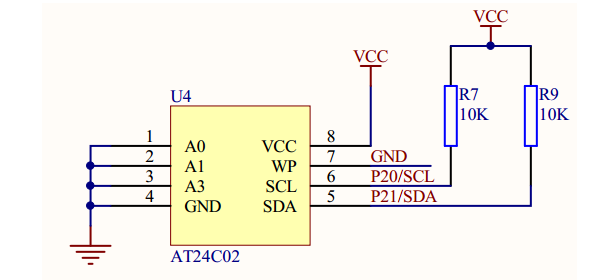 VCC
VCC
U4
R7
10K
R9
10K
1 A0 VCC 8
2 A1 WP 7 GND
3 A3 SCL 6 P20/SCL
4 GND SDA 5 P21/SDA
AT24C02